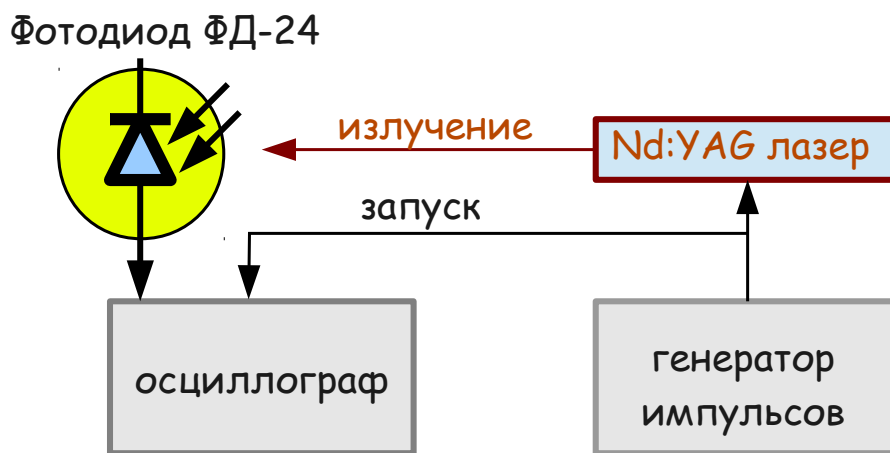 Фотодиод ФД-24
излучение
Nd:YAG лазер
запуск
осциллограф
генератор
импульсов